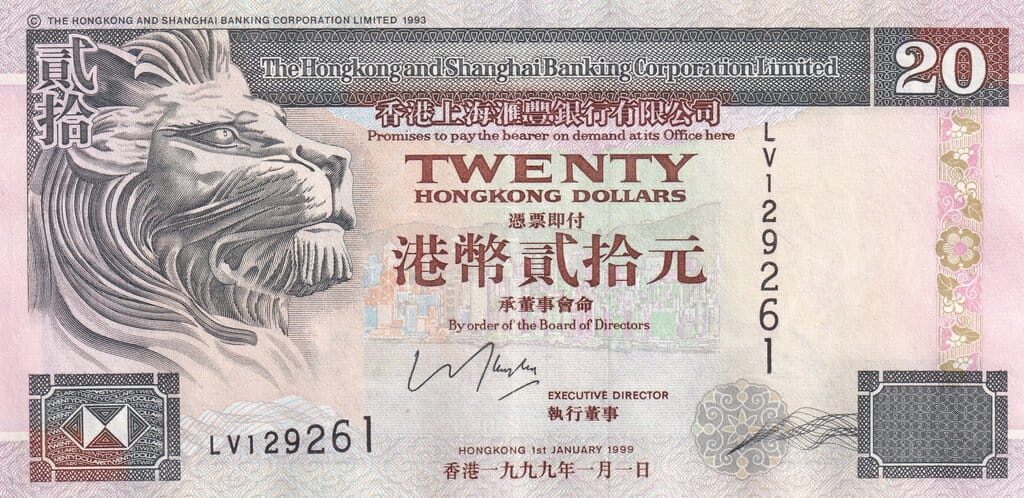 © THE HONGKONG AND SHANGHAI BANKING CORPORATION LIMITED 1993
貳拾
The Hongkong and Shanghai Banking Corporation Limited
20
香港上海滙豐銀行有限公司
Promises to pay the bearer on demand at its Office here
TWENTY
HONGKONG DOLLARS
憑票即付
港幣貳拾元
承董事會命
By order of the Board of Directors
LV129261
EXECUTIVE DIRECTOR
執行董事
LV129261
HONGKONG 1st JANUARY 1999
香港一九九九年一月一日